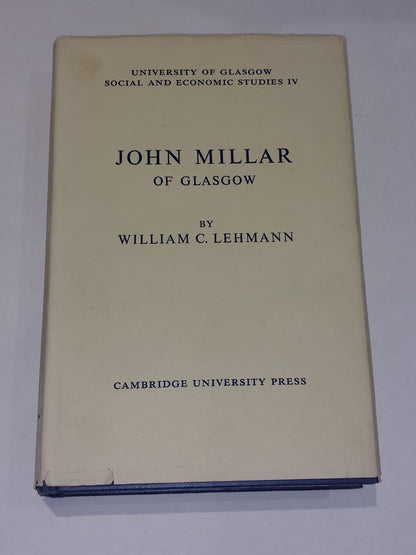 UNIVERSITY OF GLASGOW
SOCIAL AND ECONOMIC STUDIES IV
JOHN MILLAR
OF GLASGOW
BY
WILLIAM C. LEHMANN
CAMBRIDGE UNIVERSITY PRESS